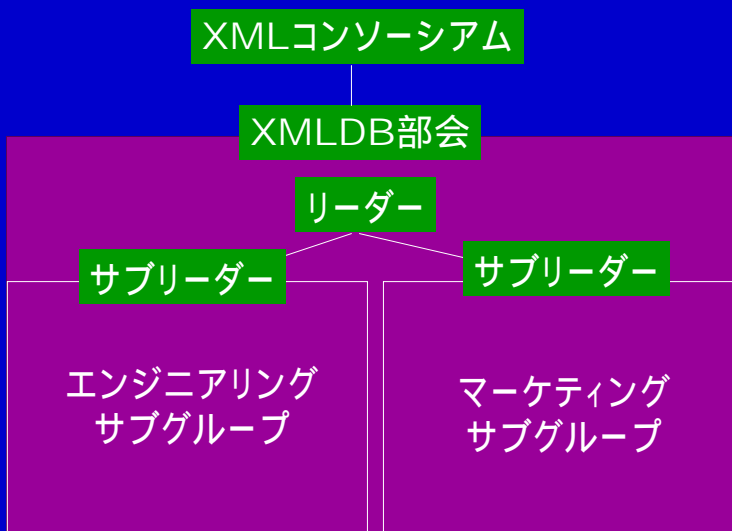 XMLコンソーシアム
XMLDB部会
リーダー
サブリーダー
サブリーダー
エンジニアリング
サブグループ
マーケティング
サブグループ